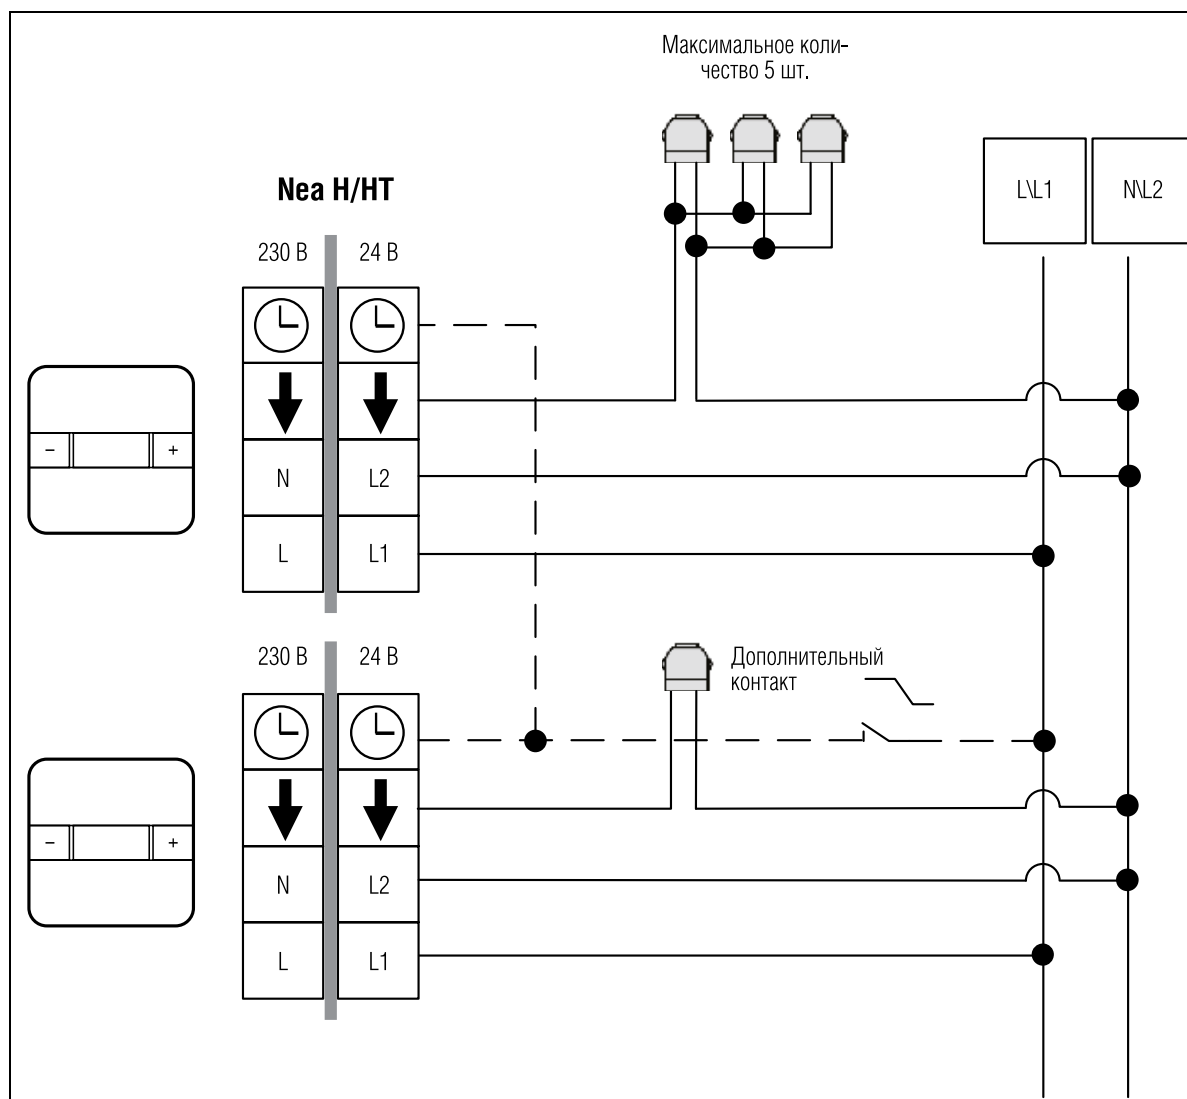 Максимальное коли-
чество 5 шт.
Nea H/HT
L\L1
N\L2
230 В
24 В
-
+
N
L2
L
L1
230 В
24 В
Дополнительный
контакт
-
+
N
L2
L
L1